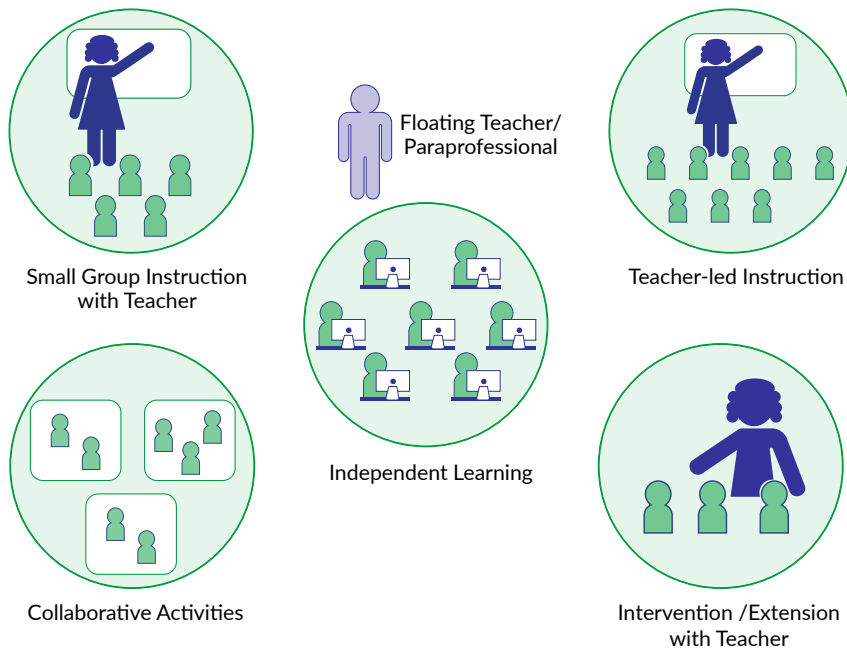 Floating Teacher/
Paraprofessional
Small Group Instruction
with Teacher
Teacher-led Instruction
Independent Learning
Collaborative Activities
Intervention /Extension
with Teacher